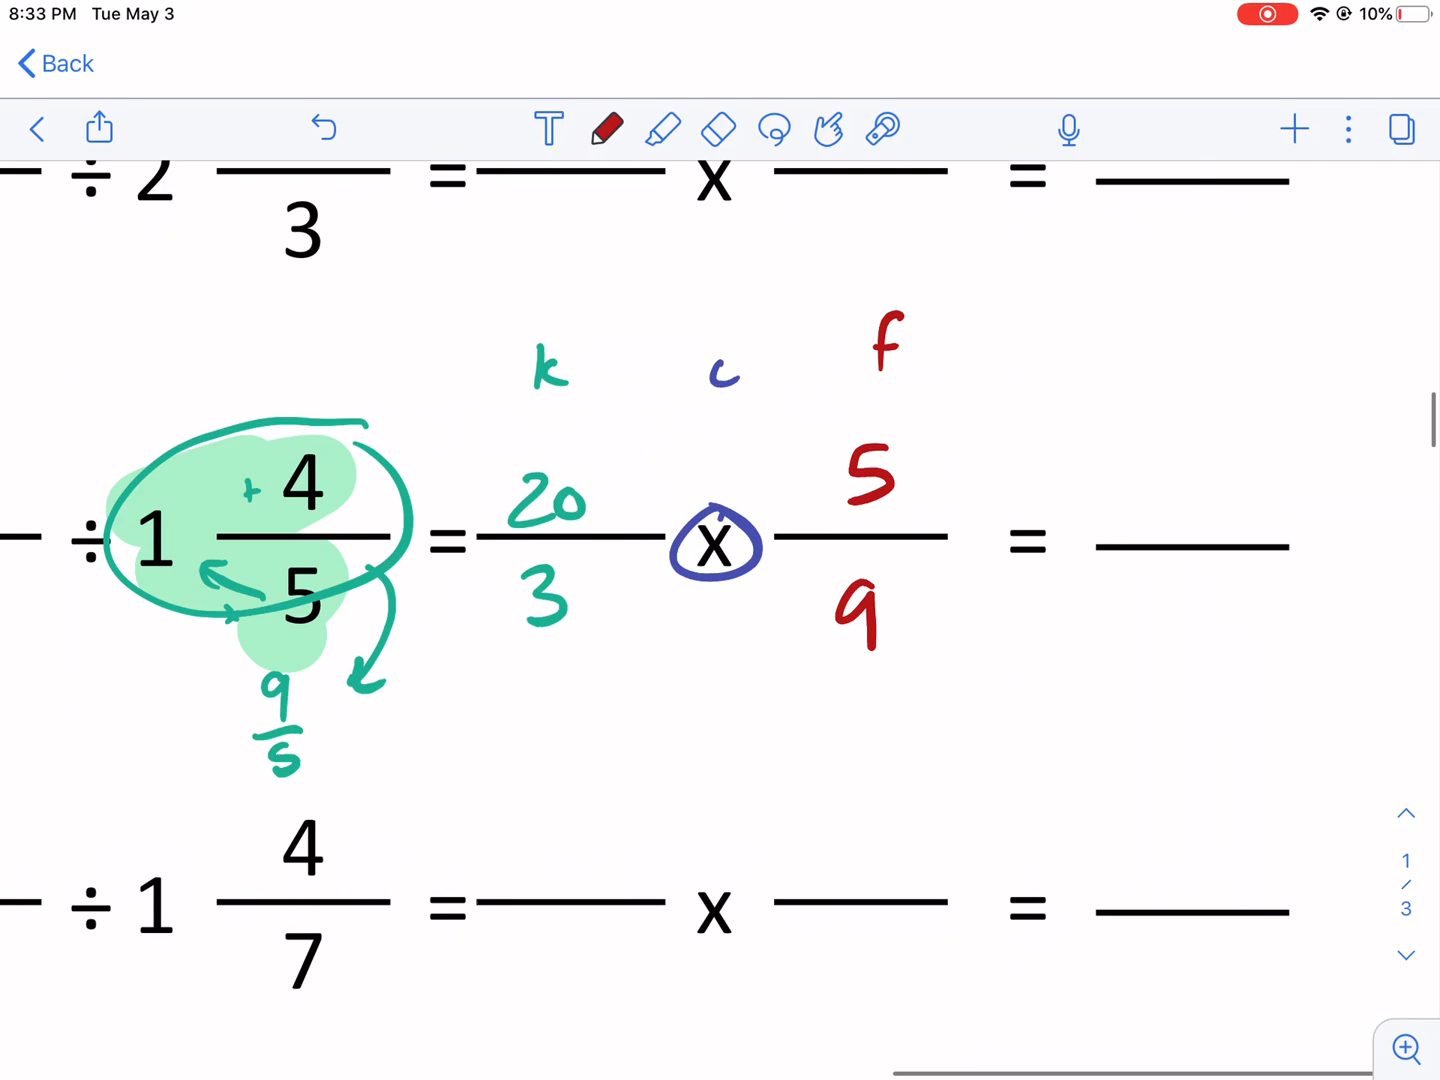 8:33 PM Tue May 3 10%
Back
T
÷ 2 — = — x — = —
3
k c f
+ 4 20 5
÷ 1 — = — x — = —
5 3 9
9
5
4
÷ 1 — = — x — = —
7
1
/
3